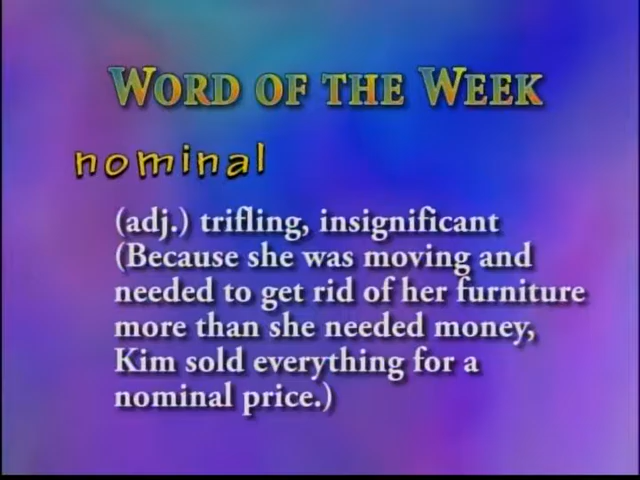 WORD OF THE WEEK
nominal
(adj.) trifling, insignificant
(Because she was moving and
needed to get rid of her furniture
more than she needed money,
Kim sold everything for a
nominal price.)